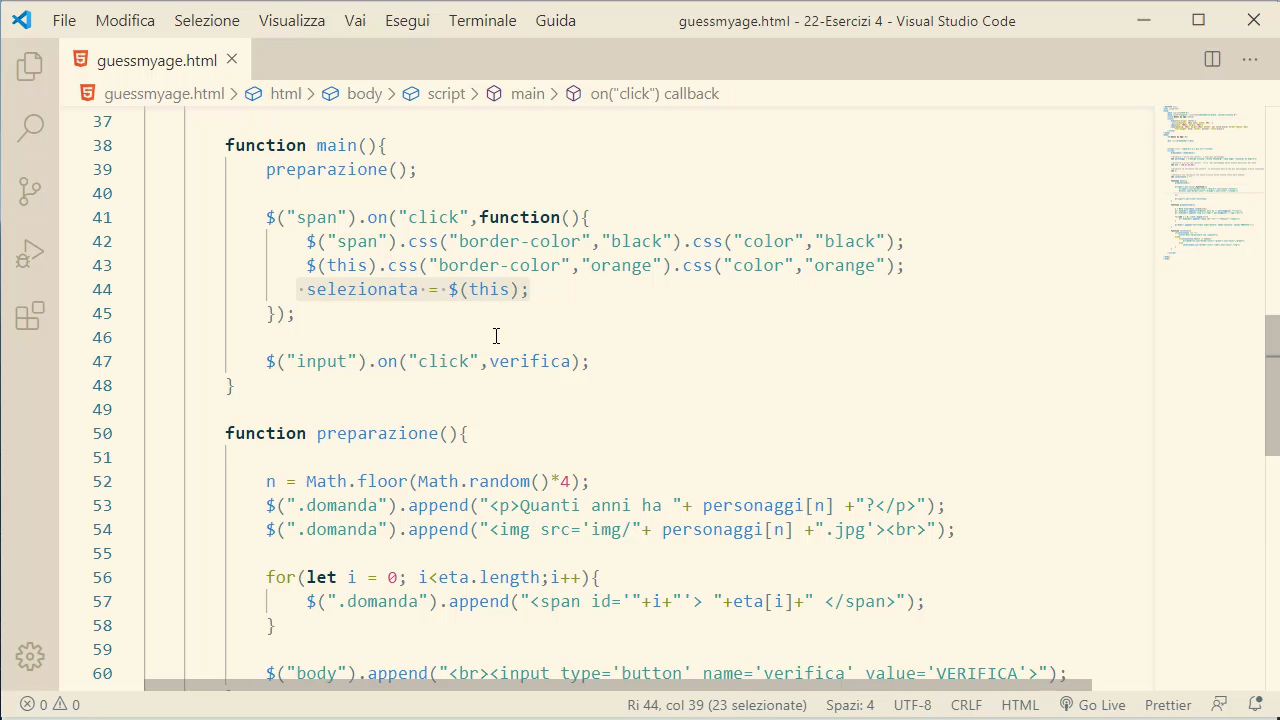 File Modifica Selezione Visualizza Vai Esegui Terminale Guida guessmyage.html - 22-Esercizi 4 - Visual Studio Code
guessmyage.html
guessmyage.html > html > body > script > main > on("click") callback
37
38 function main(){
39 preparazione();
40
41 $("span").on("click",function(){
42 $("span").css("border-color","black").css("color","black");
43 $(this).css("border-color","orange").css("color","orange");
44 selezionata = $(this);
45 });
46
47 $("input").on("click",verifica);
48 }
49
50 function preparazione(){
51
52 n = Math.floor(Math.random()*4);
53 $(".domanda").append("<p>Quanti anni ha "+ personaggi[n] +"?</p>");
54 $(".domanda").append("<img src='img/"+ personaggi[n] +".jpg'><br>");
55
56 for(let i = 0; i<eta.length;i++){
57 $(".domanda").append("<span id='"+i+"'> "+eta[i]+" </span>");
58 }
59
60 $("body").append("<br><input type='button' name='verifica' value='VERIFICA'>");
0 0 Ri 44, col 39 (23 selezionate) Spazi: 4 UTF-8 CRLF HTML Go Live Prettier